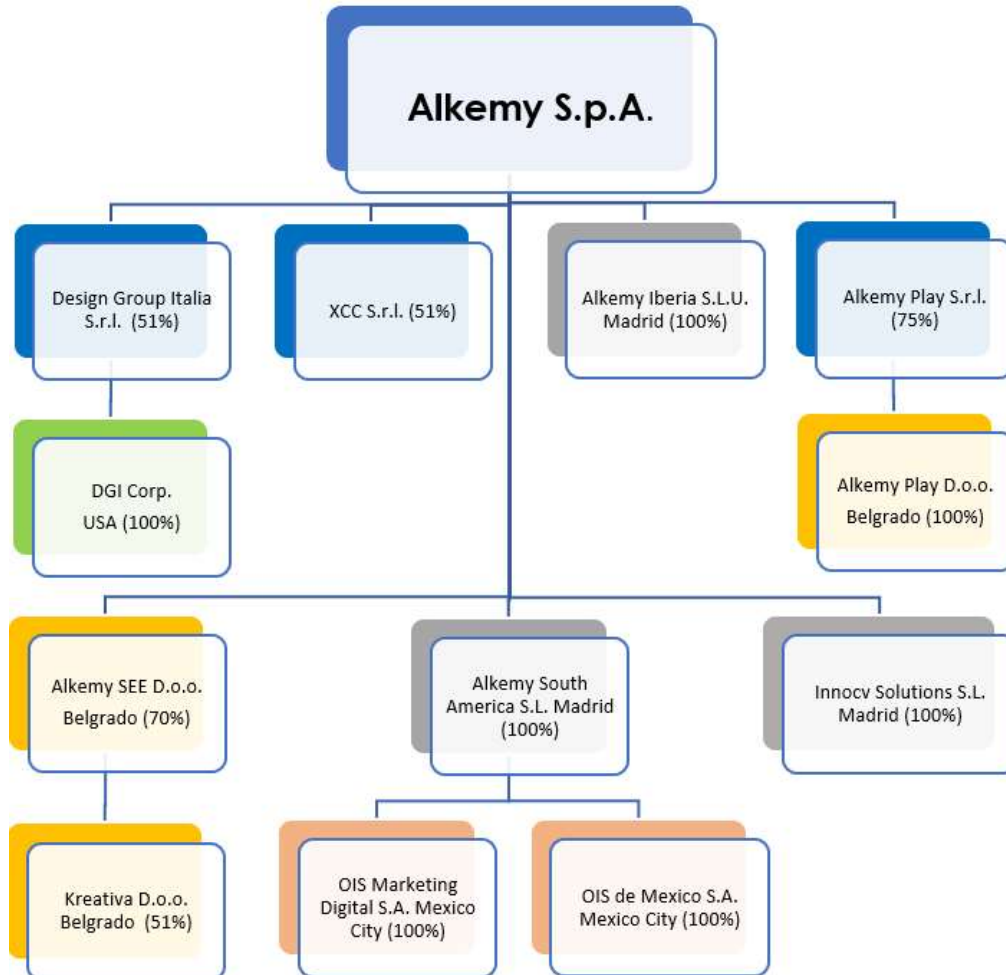 Alkemy S.p.A.
Design Group Italia
S.r.l. (51%)
XCC S.r.l. (51%)
Alkemy Iberia S.L.U.
Madrid (100%)
Alkemy Play S.r.l.
(75%)
DGI Corp.
USA (100%)
Alkemy Play D.o.o.
Belgrado (100%)
Alkemy SEE D.o.o.
Belgrado (70%)
Alkemy South
America S.L. Madrid
(100%)
Innocv Solutions S.L.
Madrid (100%)
Kreativa D.o.o.
Belgrado (51%)
OIS Marketing
Digital S.A. Mexico
City (100%)
OIS de Mexico S.A.
Mexico City (100%)